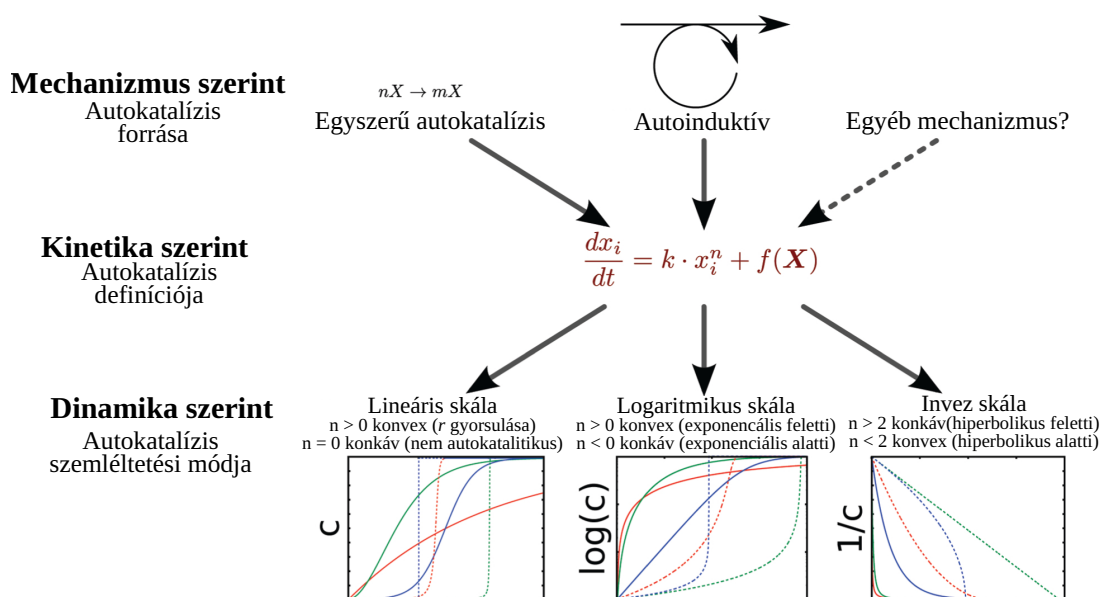 Mechanizmus szerint
Autokatalízis
forrása
nX → mX
Egyszerű autokatalízis
Autoinduktív
Egyéb mechanizmus?
Kinetika szerint
Autokatalízis
definíciója
dx_i/dt = k · x_i^n + f(X)
Dinamika szerint
Autokatalízis
szemléltetési módja
Lineáris skála
n > 0 konvex (r gyorsulása)
n = 0 konkáv (nem autokatalitikus)
Logaritmikus skála
n > 0 konvex (exponenciális feletti)
n < 0 konkáv (exponenciális alatti)
Invez skála
n > 2 konkáv(hiperbolikus feletti)
n < 2 konvex (hiperbolikus alatti)
c
log(c)
1/c